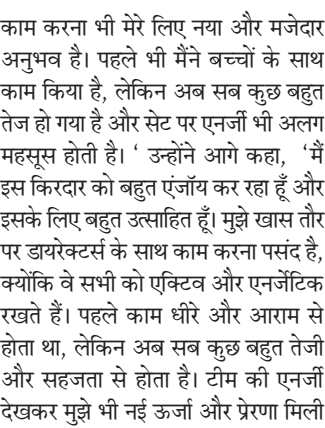 काम करना भी मेरे लिए नया और मजेदार
अनुभव है। पहले भी मैंने बच्चों के साथ
काम किया है, लेकिन अब सब कुछ बहुत
तेज हो गया है और सेट पर एनर्जी भी अलग
महसूस होती है। ‘ उन्होंने आगे कहा, ‘मैं
इस किरदार को बहुत एंजॉय कर रहा हूँ और
इसके लिए बहुत उत्साहित हूँ। मुझे खास तौर
पर डायरेक्टर्स के साथ काम करना पसंद है,
क्योंकि वे सभी को एक्टिव और एनर्जेटिक
रखते हैं। पहले काम धीरे और आराम से
होता था, लेकिन अब सब कुछ बहुत तेजी
और सहजता से होता है। टीम की एनर्जी
देखकर मुझे भी नई ऊर्जा और प्रेरणा मिली